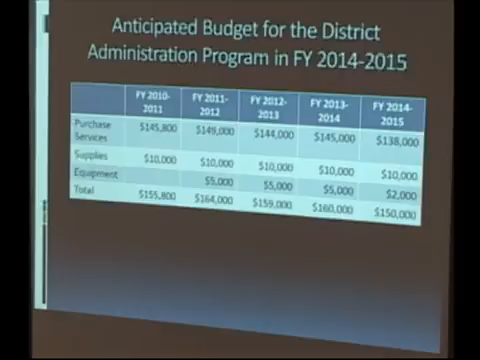 Anticipated Budget for the District
Administration Program in FY 2014-2015
FY 2010-2011 FY 2011-2012 FY 2012-2013 FY 2013-2014 FY 2014-2015
Purchase Services $145,800 $149,000 $144,000 $145,000 $138,000
Supplies $10,000 $10,000 $10,000 $10,000 $10,000
Equipment $5,000 $5,000 $5,000 $2,000
Total $155,800 $164,000 $159,000 $160,000 $150,000